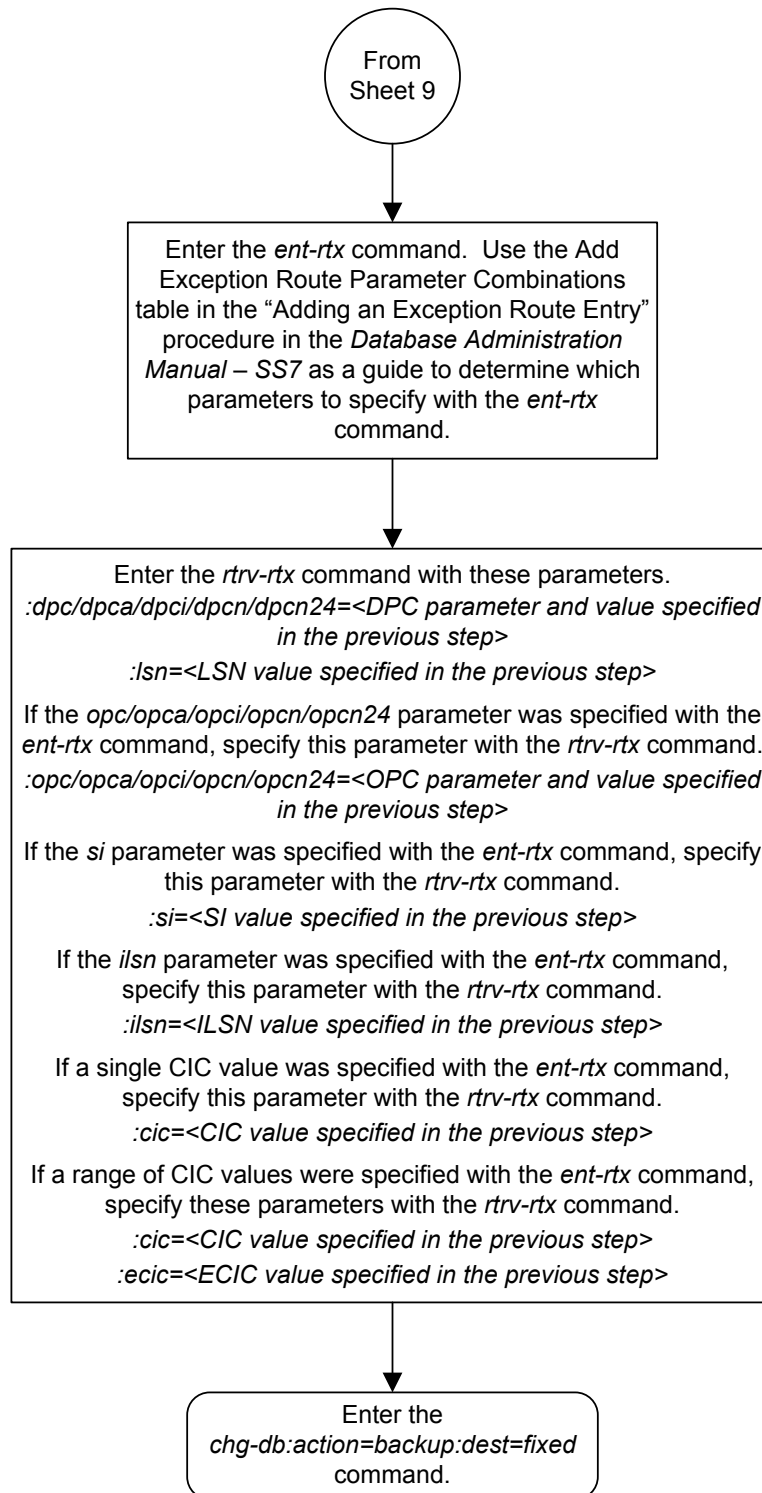 From
Sheet 9
Enter the ent-rtx command.  Use the Add
Exception Route Parameter Combinations
table in the “Adding an Exception Route Entry”
procedure in the Database Administration
Manual – SS7 as a guide to determine which
parameters to specify with the ent-rtx
command.
Enter the rtrv-rtx command with these parameters.
:dpc/dpca/dpci/dpcn/dpcn24=<DPC parameter and value specified
in the previous step>
:lsn=<LSN value specified in the previous step>
If the opc/opca/opci/opcn/opcn24 parameter was specified with the
ent-rtx command, specify this parameter with the rtrv-rtx command.
:opc/opca/opci/opcn/opcn24=<OPC parameter and value specified
in the previous step>
If the si parameter was specified with the ent-rtx command, specify
this parameter with the rtrv-rtx command.
:si=<SI value specified in the previous step>
If the ilsn parameter was specified with the ent-rtx command,
specify this parameter with the rtrv-rtx command.
:ilsn=<ILSN value specified in the previous step>
If a single CIC value was specified with the ent-rtx command,
specify this parameter with the rtrv-rtx command.
:cic=<CIC value specified in the previous step>
If a range of CIC values were specified with the ent-rtx command,
specify these parameters with the rtrv-rtx command.
:cic=<CIC value specified in the previous step>
:ecic=<ECIC value specified in the previous step>
Enter the
chg-db:action=backup:dest=fixed
command.